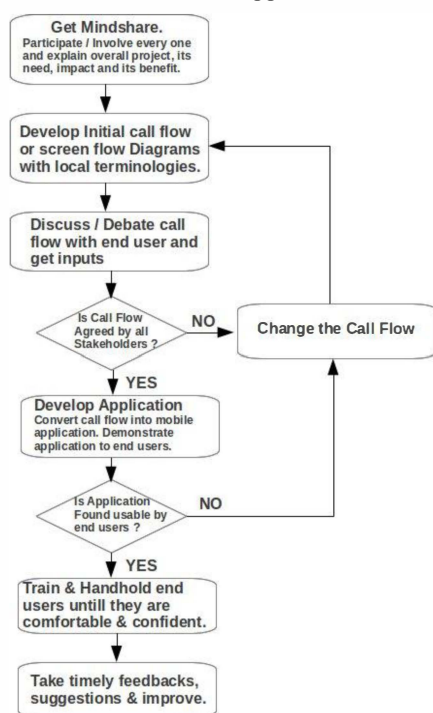 Get Mindshare.
Participate / Involve every one
and explain overall project, its
need, impact and its benefit.
Develop Initial call flow
or screen flow Diagrams
with local terminologies.
Discuss / Debate call
flow with end user and
get inputs
Is Call Flow
Agreed by all
Stakeholders ?
NO
Change the Call Flow
YES
Develop Application
Convert call flow into mobile
application. Demonstrate
application to end users.
Is Application
Found usable by
end users ?
NO
YES
Train & Handhold end
users untill they are
comfortable & confident.
Take timely feedbacks,
suggestions & improve.